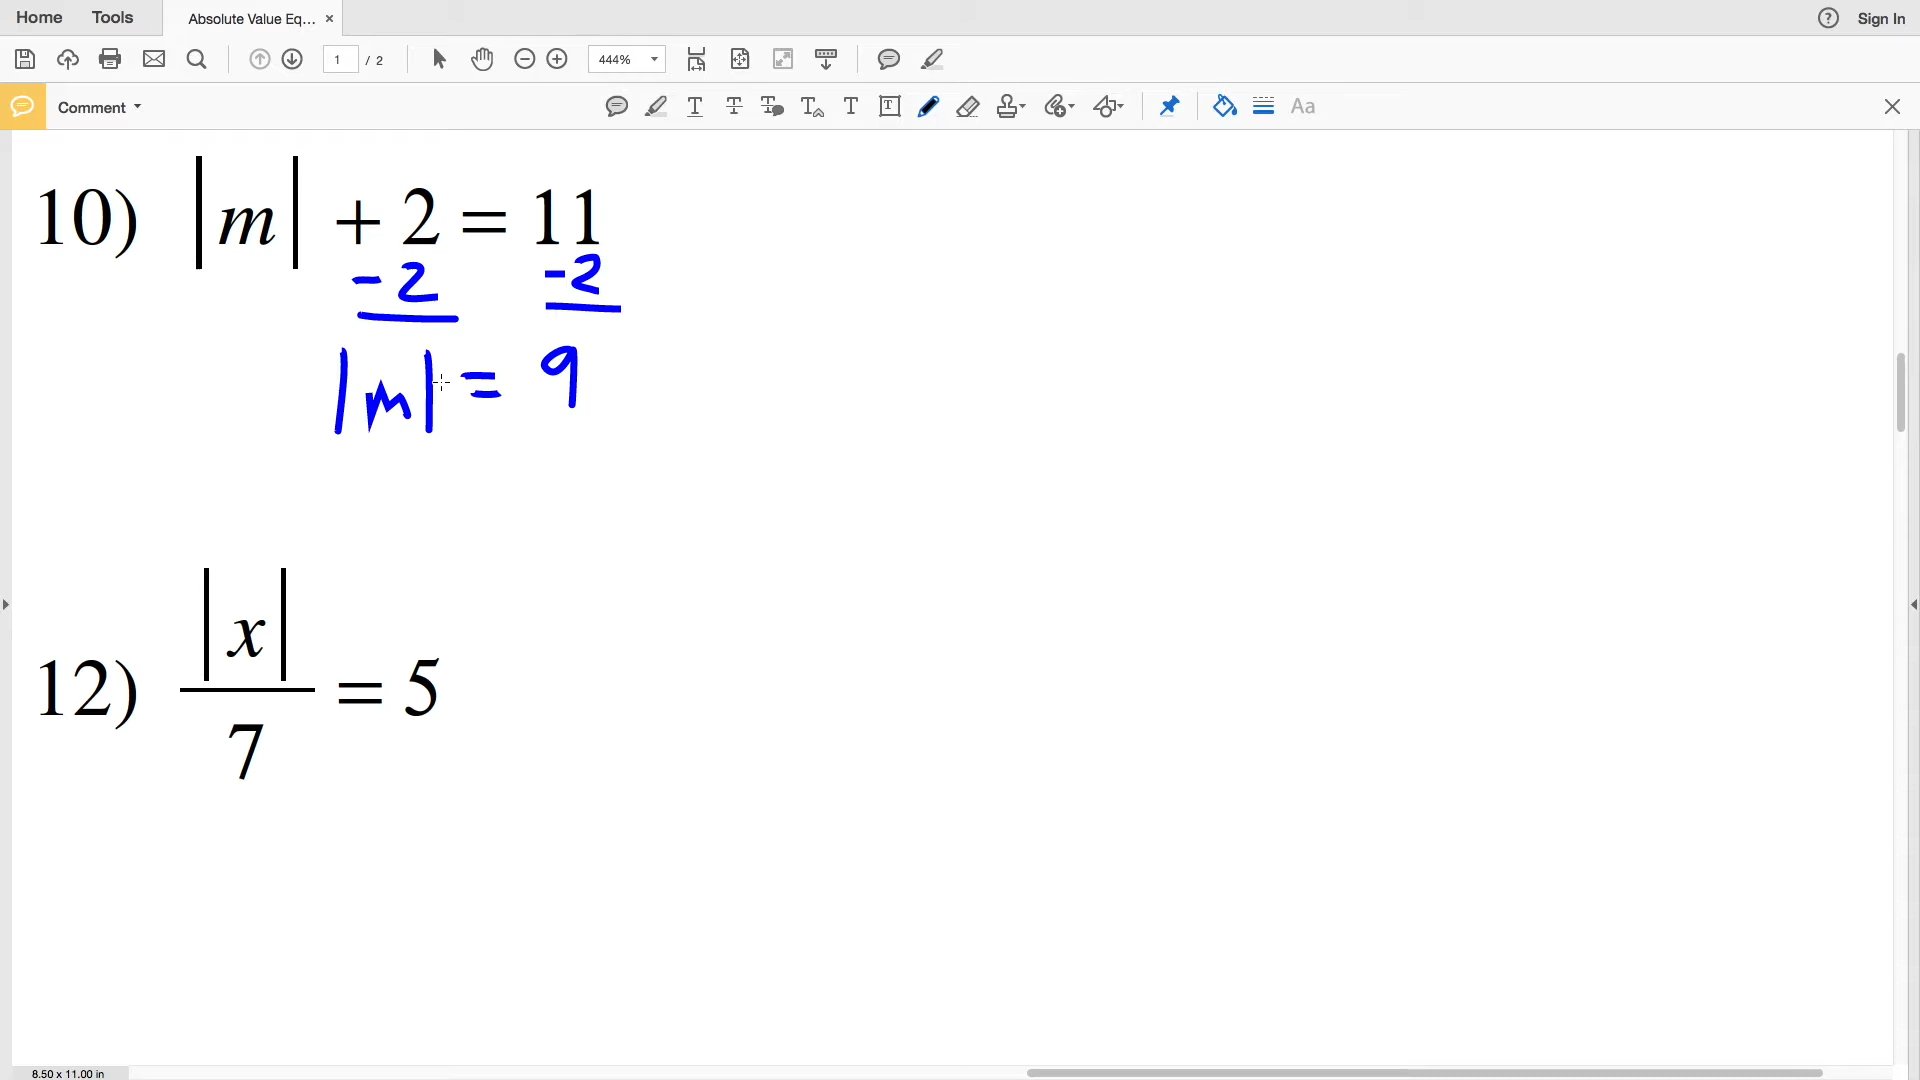 Home Tools Absolute Value Eq... × ? Sign In
1 / 2 444%
Comment T T T T T T Aa
10) |m| + 2 = 11
-2 -2
|m| = 9
12) |x|/7 = 5
8.50 x 11.00 in